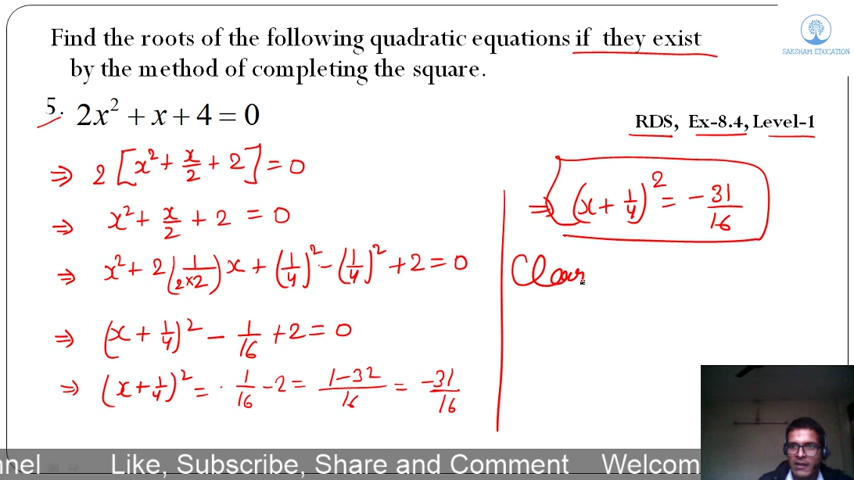 Find the roots of the following quadratic equations if they exist
by the method of completing the square.
SAKSHAM EDUCATION
5. 2x² + x + 4 = 0
RDS, Ex-8.4, Level-1
⇒ 2[x² + x/2 + 2] = 0
⇒ x² + x/2 + 2 = 0
⇒ x² + 2(1/(2×2))x + (1/4)² - (1/4)² + 2 = 0
⇒ (x + 1/4)² - 1/16 + 2 = 0
⇒ (x + 1/4)² = 1/16 - 2 = (1-32)/16 = -31/16
⇒ (x + 1/4)² = -31/16
Clear
nnel Like, Subscribe, Share and Comment Welcom